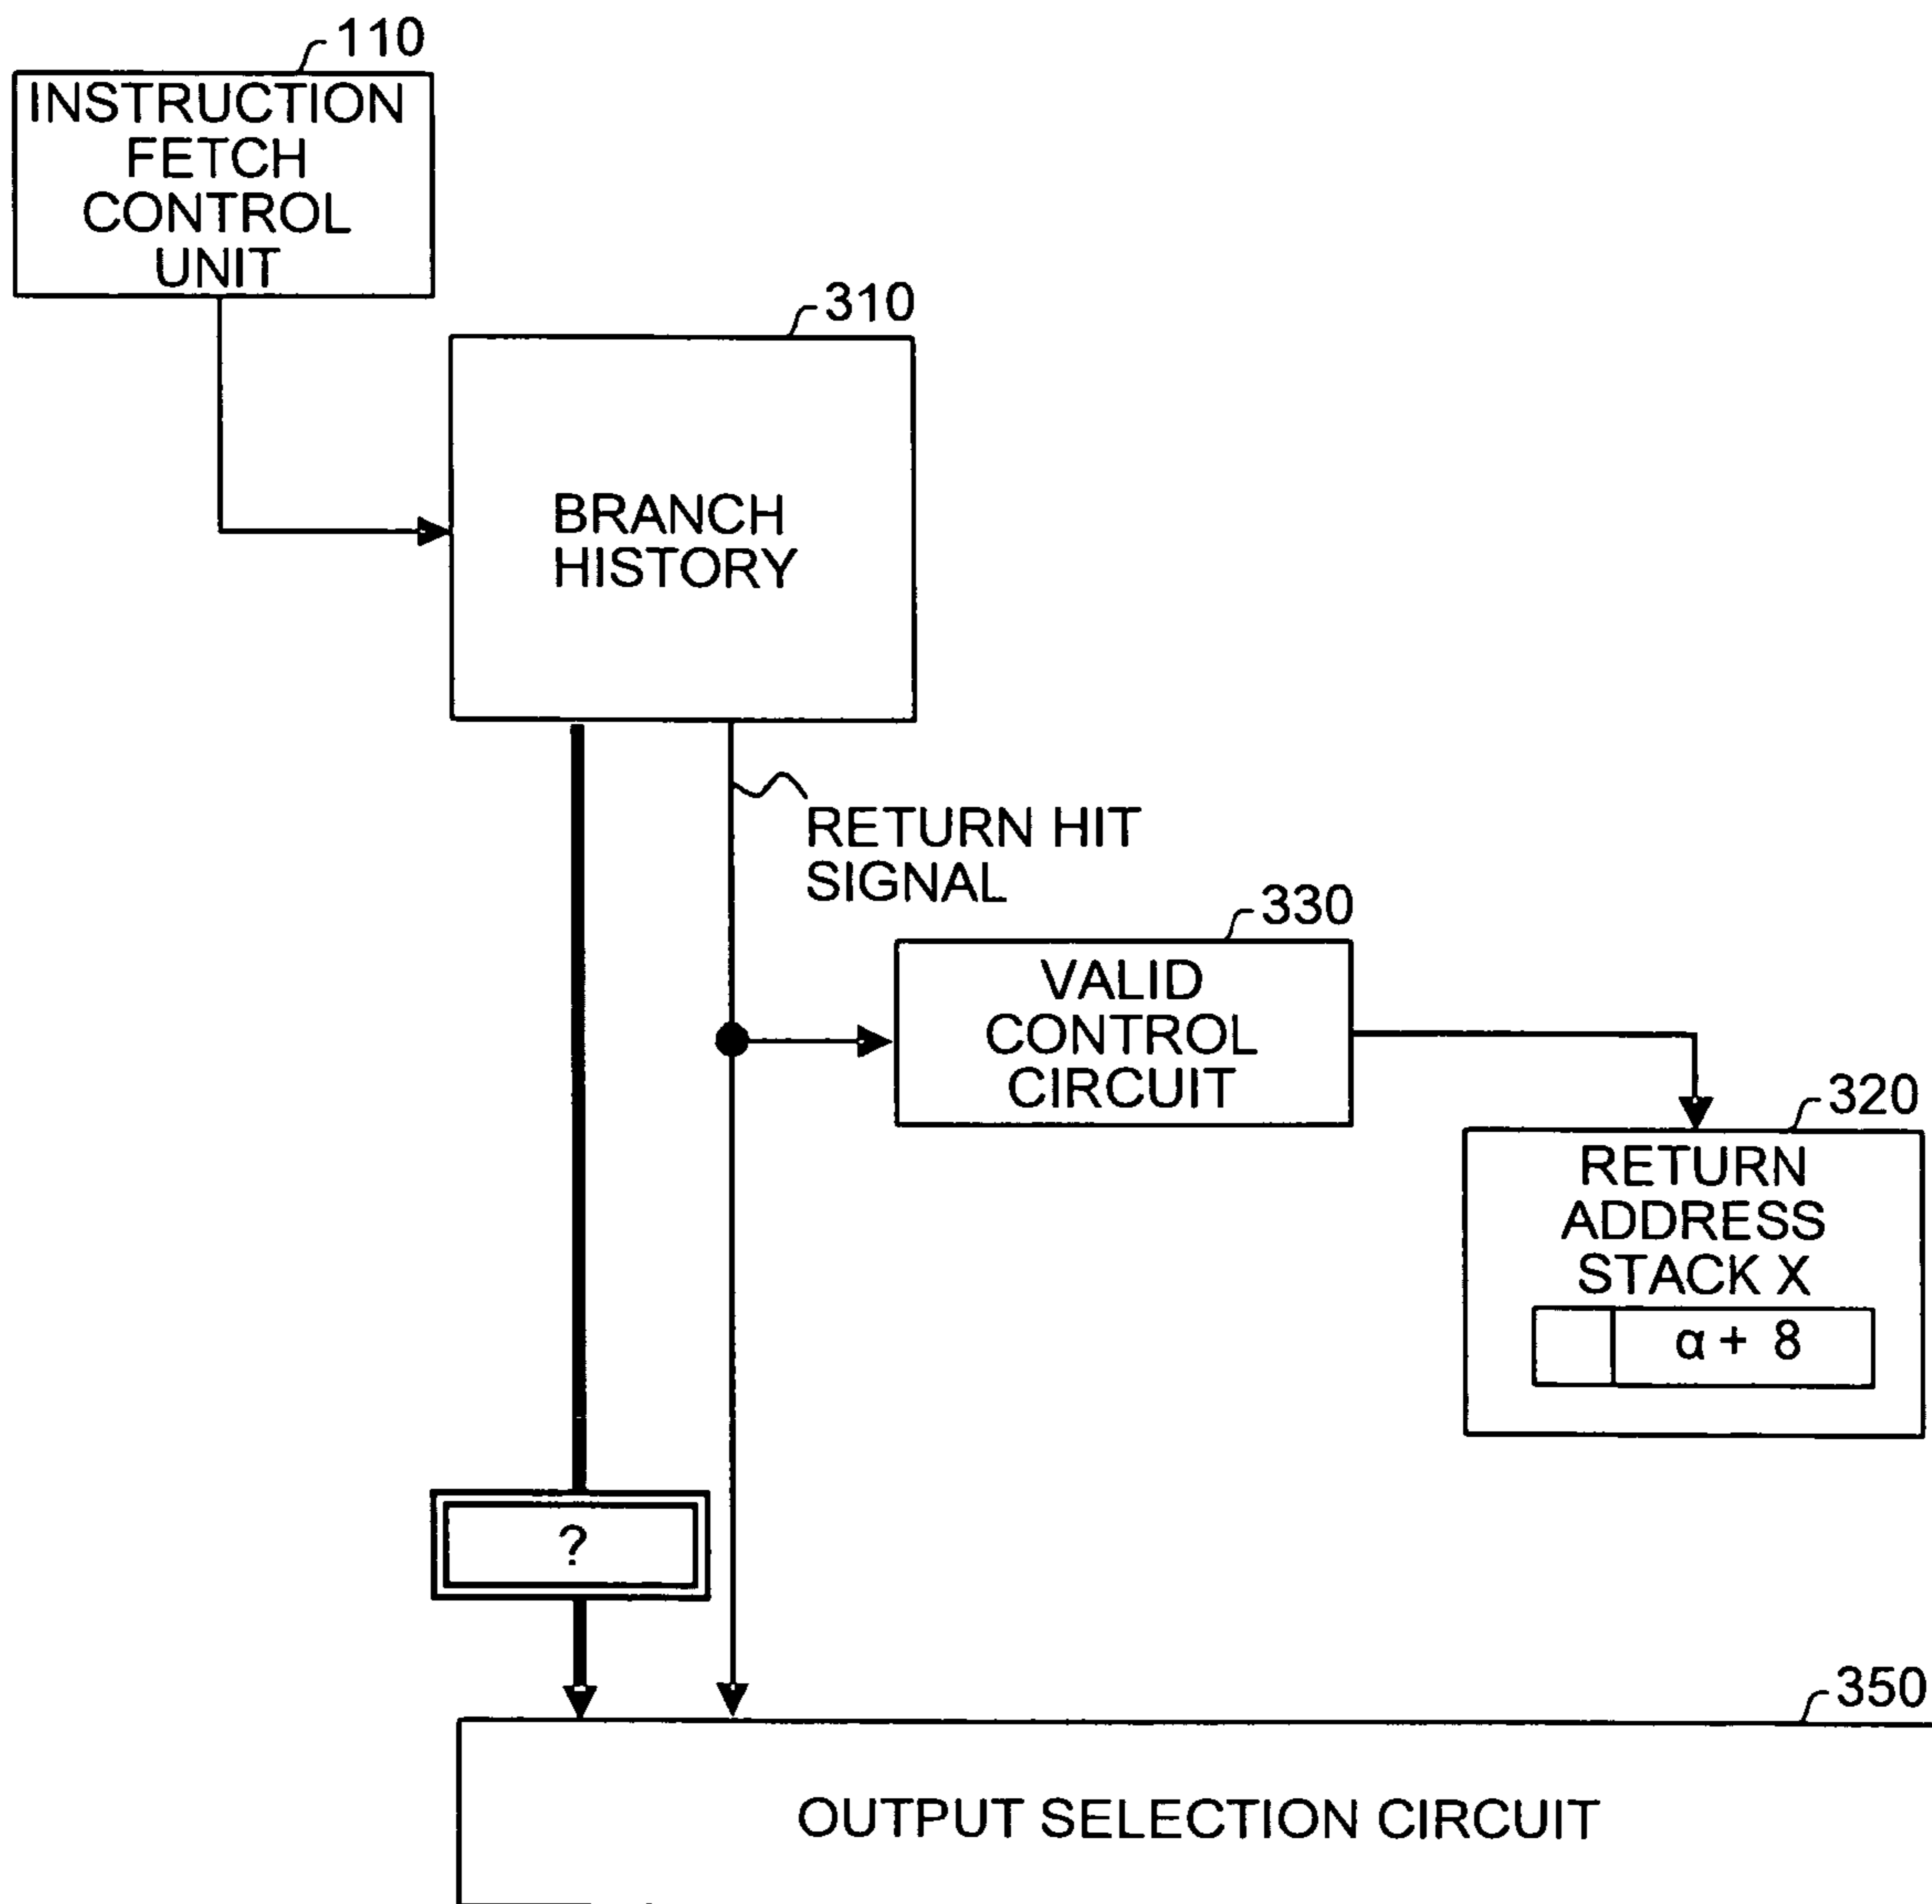 110
INSTRUCTION
FETCH
CONTROL
UNIT
310
BRANCH
HISTORY
RETURN HIT
SIGNAL
330
VALID
CONTROL
CIRCUIT
320
RETURN
ADDRESS
STACK X
α + 8
?
350
OUTPUT SELECTION CIRCUIT